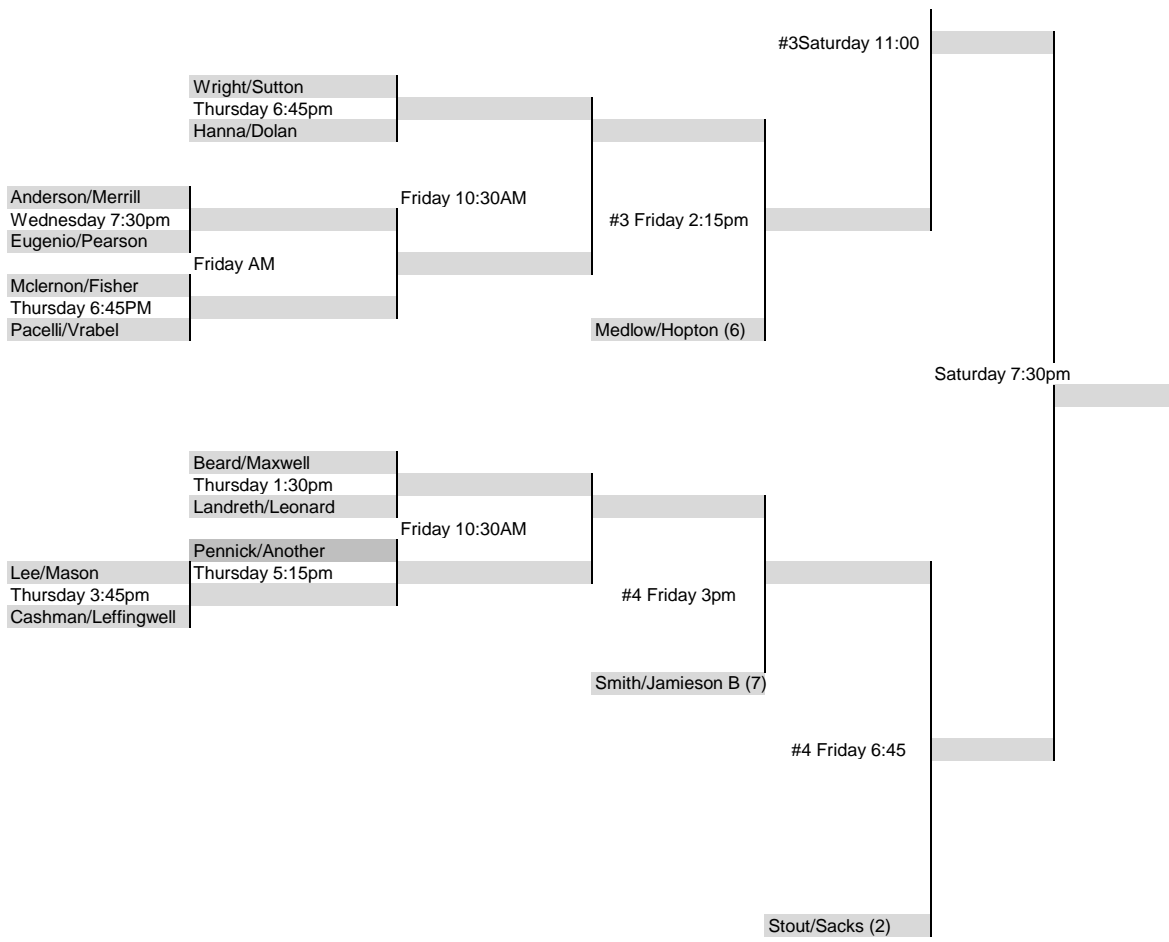 #3Saturday 11:00
Wright/Sutton
Thursday 6:45pm
Hanna/Dolan
Anderson/Merrill
Friday 10:30AM
Wednesday 7:30pm
#3 Friday 2:15pm
Eugenio/Pearson
Friday AM
Mclernon/Fisher
Thursday 6:45PM
Pacelli/Vrabel
Medlow/Hopton (6)
Saturday 7:30pm
Beard/Maxwell
Thursday 1:30pm
Landreth/Leonard
Friday 10:30AM
Pennick/Another
Lee/Mason
Thursday 5:15pm
Thursday 3:45pm
#4 Friday 3pm
Cashman/Leffingwell
Smith/Jamieson B (7)
#4 Friday 6:45
Stout/Sacks (2)